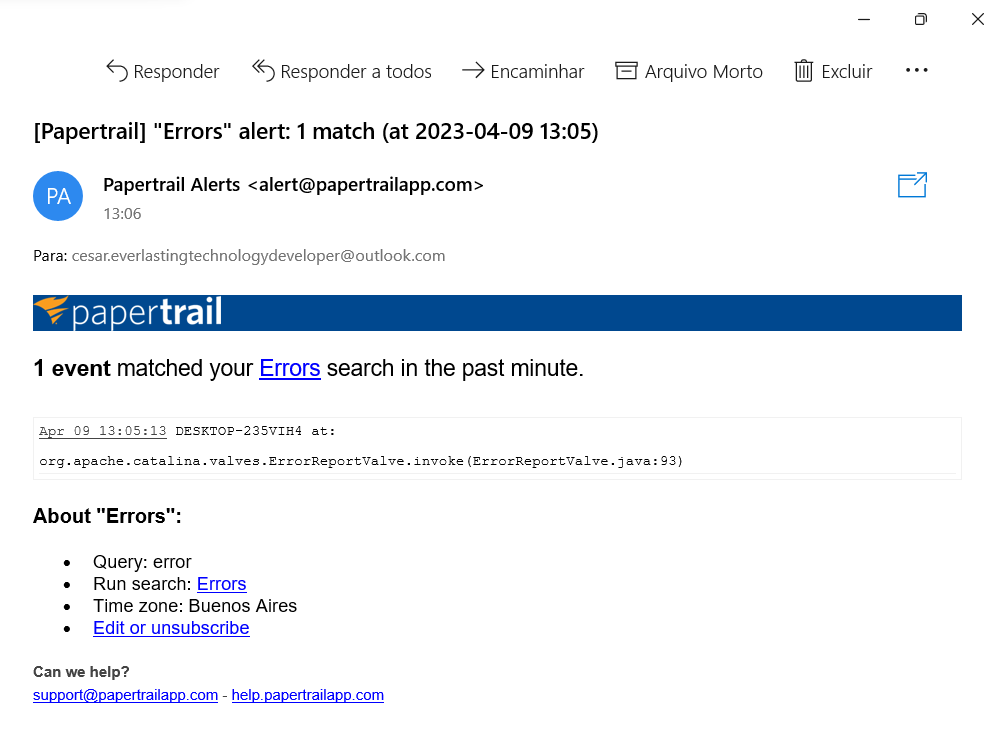 Responder Responder a todos Encaminhar Arquivo Morto Excluir
[Papertrail] "Errors" alert: 1 match (at 2023-04-09 13:05)
PA
Papertrail Alerts <alert@papertrailapp.com>
13:06
Para: cesar.everlastingtechnologydeveloper@outlook.com
papertrail
1 event matched your Errors search in the past minute.
Apr 09 13:05:13 DESKTOP-235VIH4 at:
org.apache.catalina.valves.ErrorReportValve.invoke(ErrorReportValve.java:93)
About "Errors":
• Query: error
• Run search: Errors
• Time zone: Buenos Aires
• Edit or unsubscribe
Can we help?
support@papertrailapp.com - help.papertrailapp.com